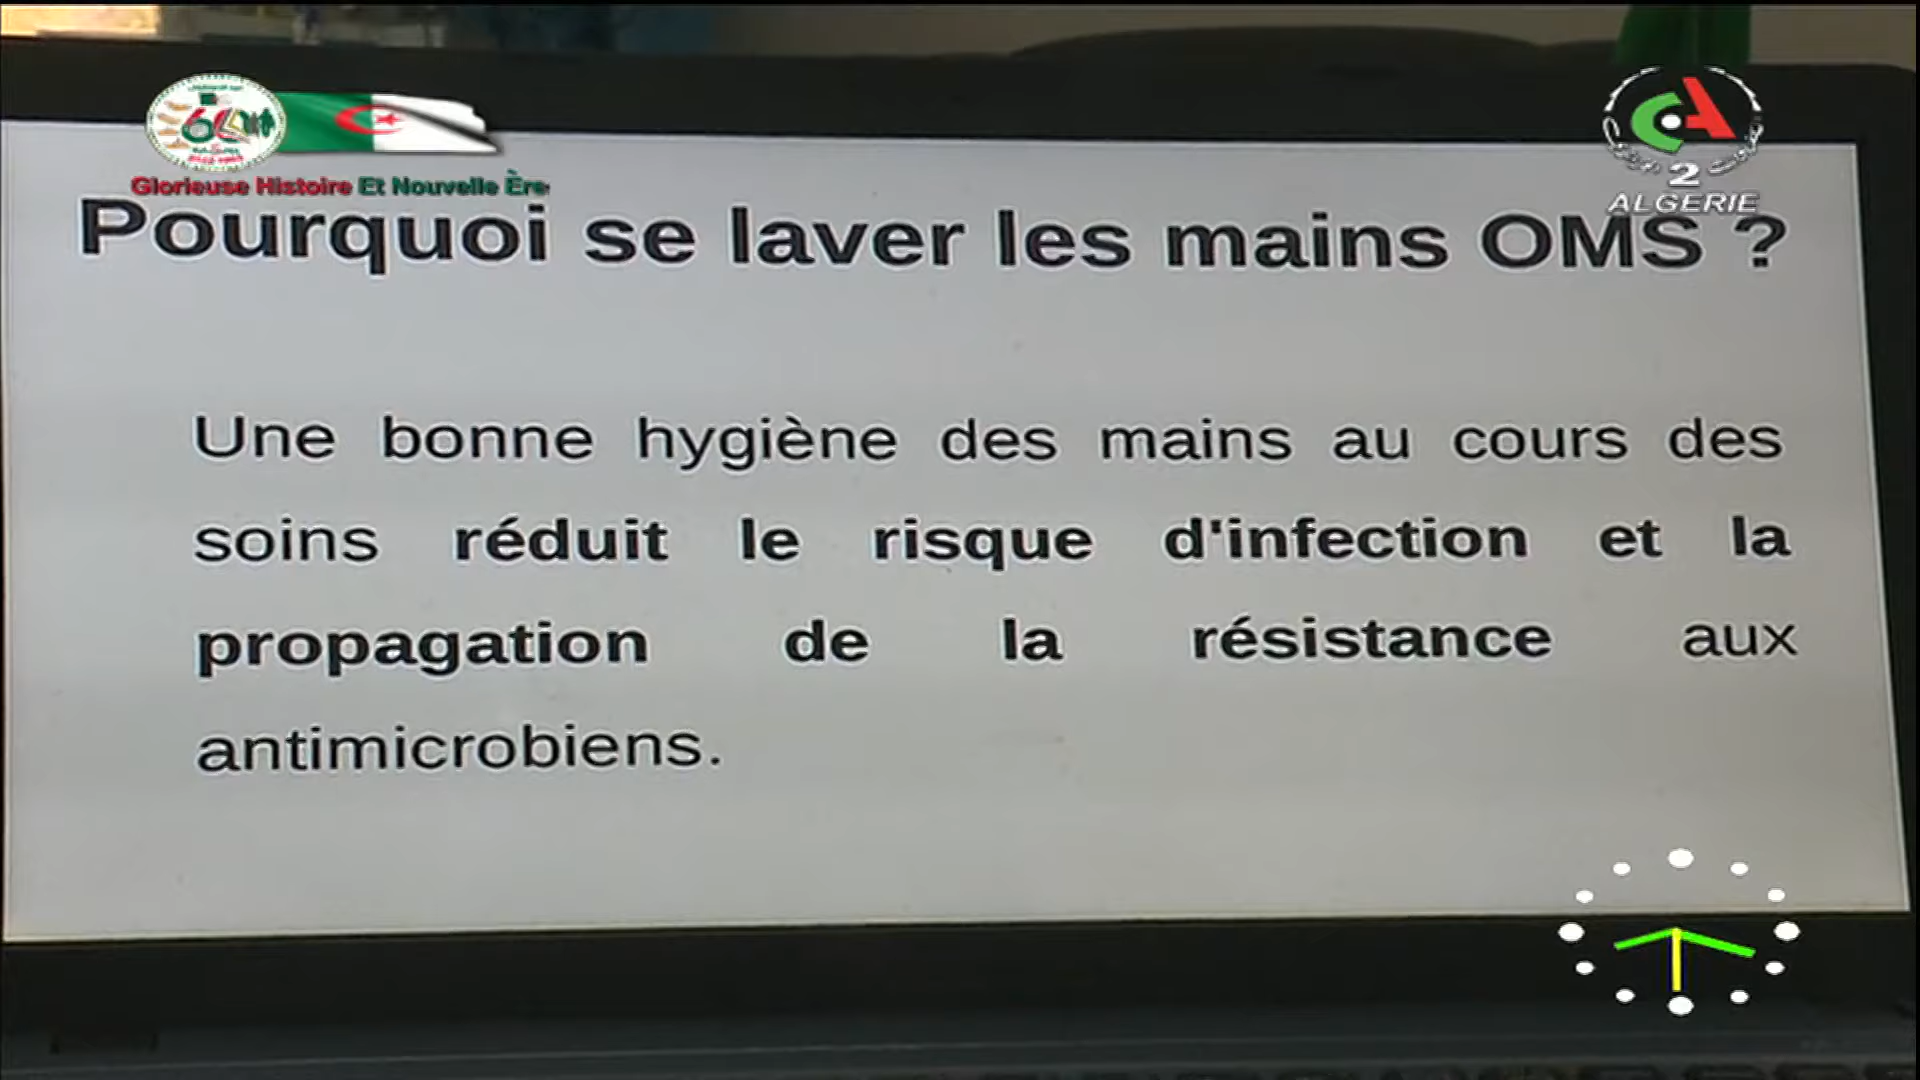 Glorieuse Histoire Et Nouvelle Ère
2
ALGERIE
Pourquoi se laver les mains OMS ?
Une bonne hygiène des mains au cours des
soins réduit le risque d'infection et la
propagation de la résistance aux
antimicrobiens.